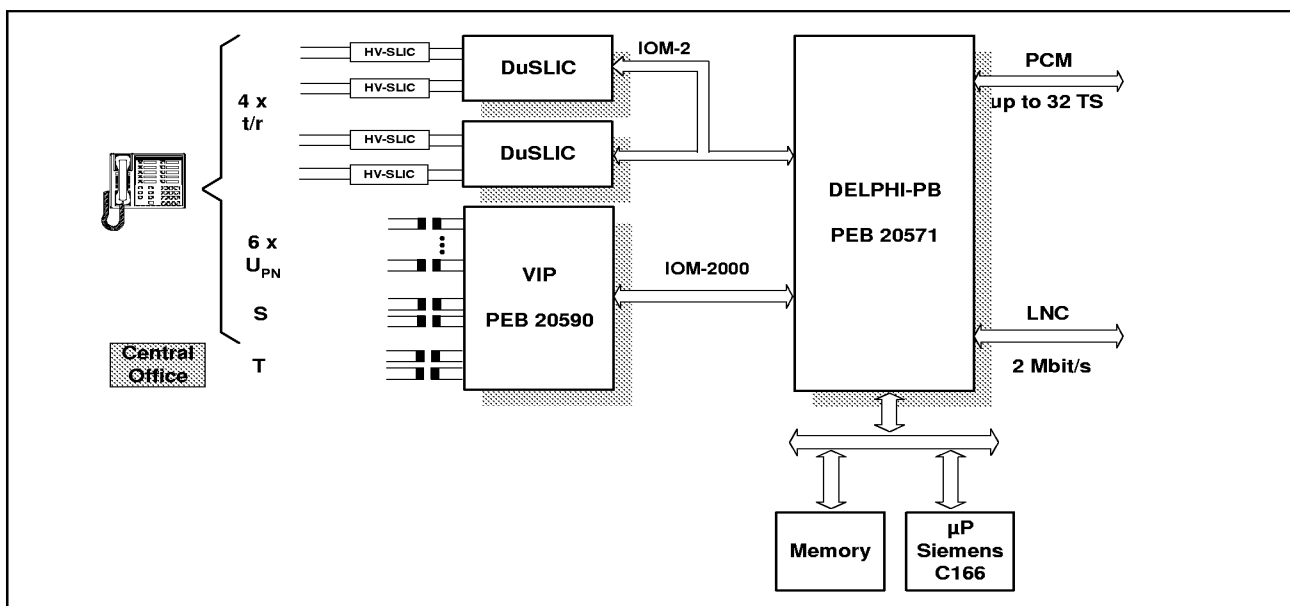 HV-SLIC
HV-SLIC
DuSLIC
IOM-2
4 x
t/r
HV-SLIC
HV-SLIC
DuSLIC
6 x
UPN
S
T
Central
Office
VIP
PEB 20590
IOM-2000
DELPHI-PB
PEB 20571
PCM
up to 32 TS
LNC
2 Mbit/s
Memory
µP
Siemens
C166